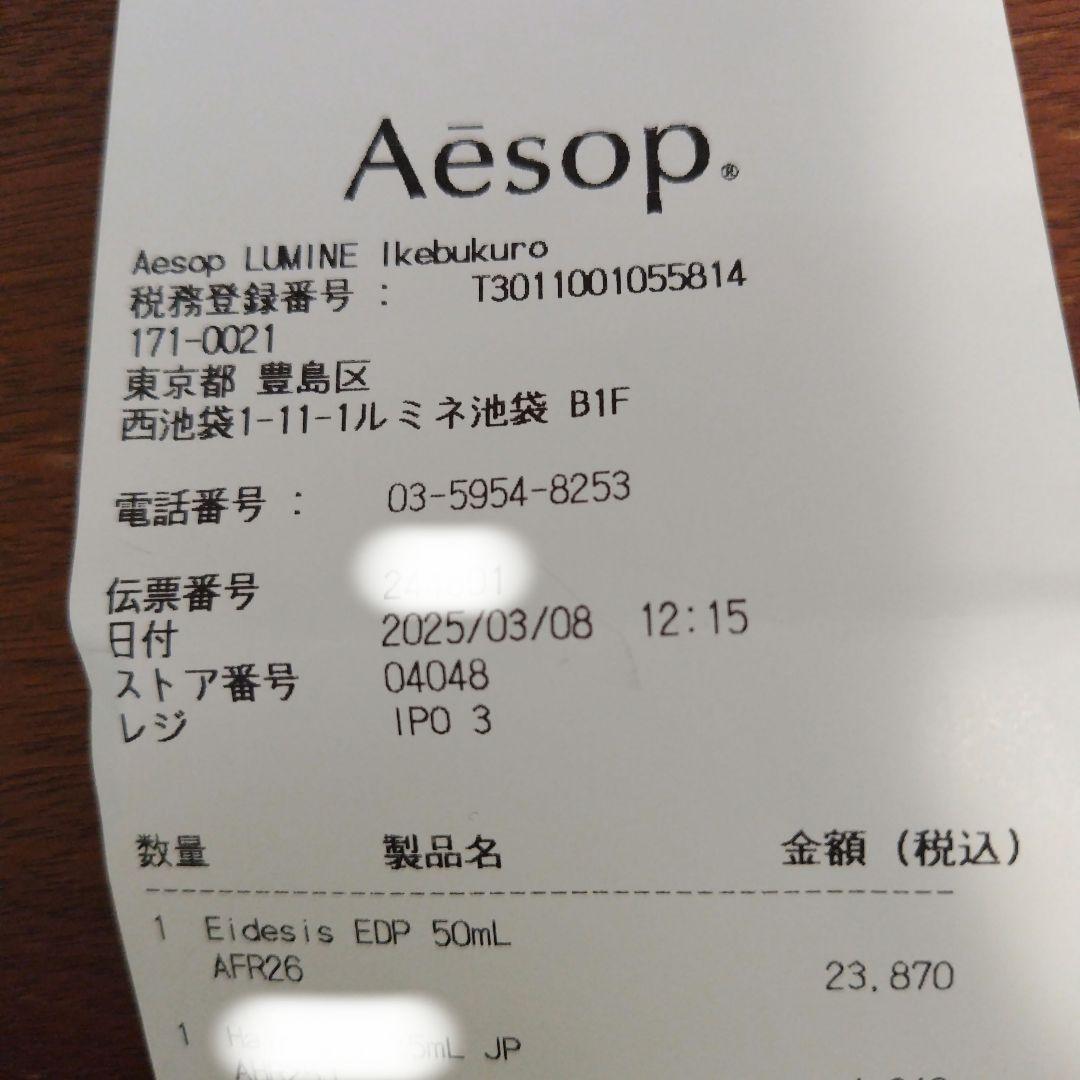 Aēsop®
Aesop LUMINE Ikebukuro
税務登録番号 : T3011001055814
171-0021
東京都 豊島区
西池袋1-11-1ルミネ池袋 B1F
電話番号 : 03-5954-8253
伝票番号
日付 2025/03/08 12:15
ストア番号 04048
レジ IPO 3
数量 製品名 金額 (税込)
1 Eidesis EDP 50mL
AFR26 23,870
1 5mL JP